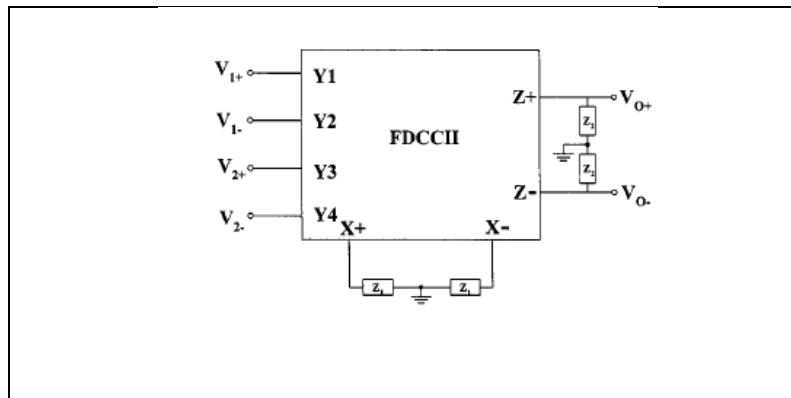 V1+
Y1
V1-
Y2
V2+
Y3
V2-
Y4
FDCCII
Z+
VO+
Z2
Z2
Z-
VO-
X+
X-
Z1
Z1